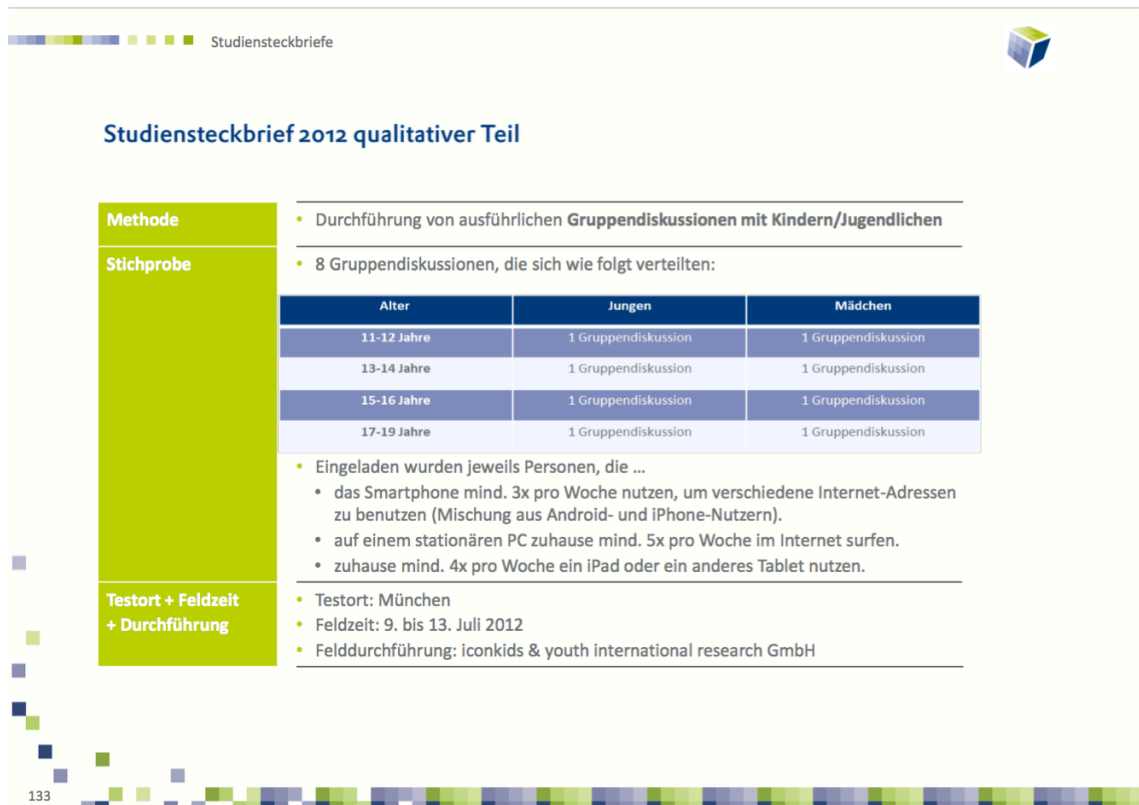 Studiensteckbriefe
Studiensteckbrief 2012 qualitativer Teil
Methode
• Durchführung von ausführlichen Gruppendiskussionen mit Kindern/Jugendlichen
Stichprobe
• 8 Gruppendiskussionen, die sich wie folgt verteilten:
Alter Jungen Mädchen
11-12 Jahre 1 Gruppendiskussion 1 Gruppendiskussion
13-14 Jahre 1 Gruppendiskussion 1 Gruppendiskussion
15-16 Jahre 1 Gruppendiskussion 1 Gruppendiskussion
17-19 Jahre 1 Gruppendiskussion 1 Gruppendiskussion
• Eingeladen wurden jeweils Personen, die …
• das Smartphone mind. 3x pro Woche nutzen, um verschiedene Internet-Adressen
zu benutzen (Mischung aus Android- und iPhone-Nutzern).
• auf einem stationären PC zuhause mind. 5x pro Woche im Internet surfen.
• zuhause mind. 4x pro Woche ein iPad oder ein anderes Tablet nutzen.
Testort + Feldzeit
+ Durchführung
• Testort: München
• Feldzeit: 9. bis 13. Juli 2012
• Felddurchführung: iconkids & youth international research GmbH
133